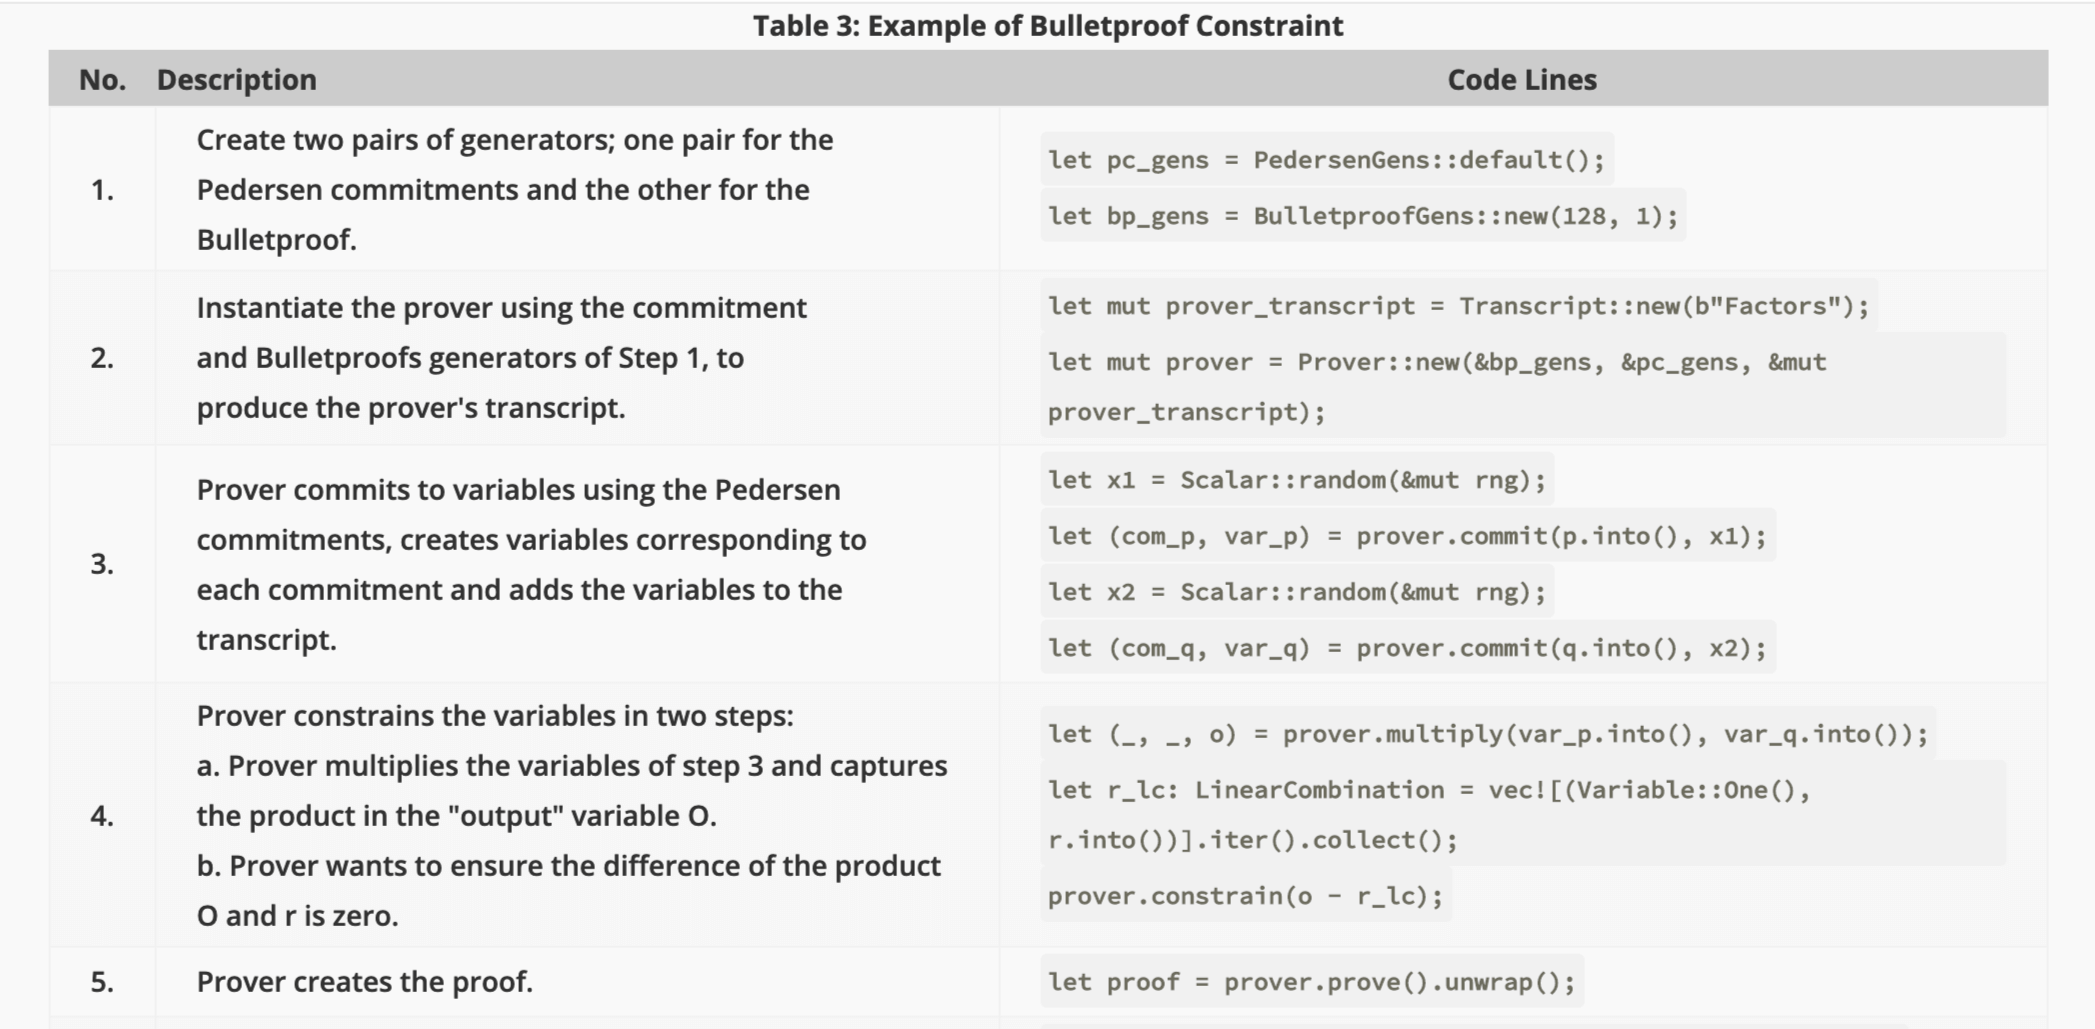 Table 3: Example of Bulletproof Constraint
No. Description Code Lines
1.
Create two pairs of generators; one pair for the
Pedersen commitments and the other for the
Bulletproof.
let pc_gens = PedersenGens::default();
let bp_gens = BulletproofGens::new(128, 1);
2.
Instantiate the prover using the commitment
and Bulletproofs generators of Step 1, to
produce the prover's transcript.
let mut prover_transcript = Transcript::new(b"Factors");
let mut prover = Prover::new(&bp_gens, &pc_gens, &mut
prover_transcript);
3.
Prover commits to variables using the Pedersen
commitments, creates variables corresponding to
each commitment and adds the variables to the
transcript.
let x1 = Scalar::random(&mut rng);
let (com_p, var_p) = prover.commit(p.into(), x1);
let x2 = Scalar::random(&mut rng);
let (com_q, var_q) = prover.commit(q.into(), x2);
4.
Prover constrains the variables in two steps:
a. Prover multiplies the variables of step 3 and captures
the product in the "output" variable O.
b. Prover wants to ensure the difference of the product
O and r is zero.
let (_, _, o) = prover.multiply(var_p.into(), var_q.into());
let r_lc: LinearCombination = vec![(Variable::One(),
r.into())].iter().collect();
prover.constrain(o - r_lc);
5.
Prover creates the proof.
let proof = prover.prove().unwrap();